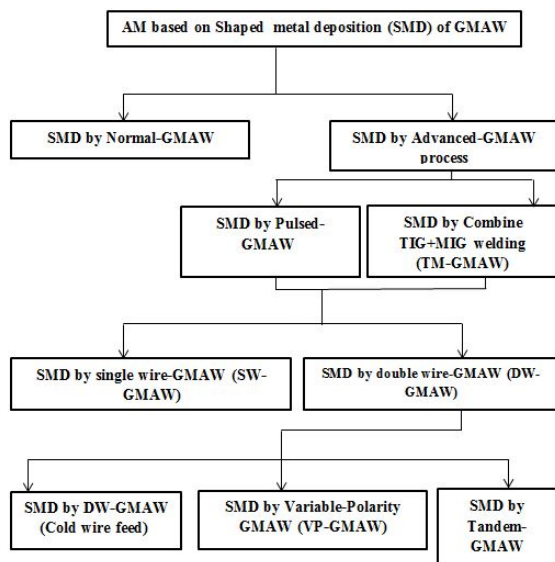 AM based on Shaped metal deposition (SMD) of GMAW
SMD by Normal-GMAW
SMD by Advanced-GMAW
process
SMD by Pulsed-
GMAW
SMD by Combine
TIG+MIG welding
(TM-GMAW)
SMD by single wire-GMAW (SW-
GMAW)
SMD by double wire-GMAW (DW-
GMAW)
SMD by DW-GMAW
(Cold wire feed)
SMD by Variable-Polarity
GMAW (VP-GMAW)
SMD by
Tandem-
GMAW